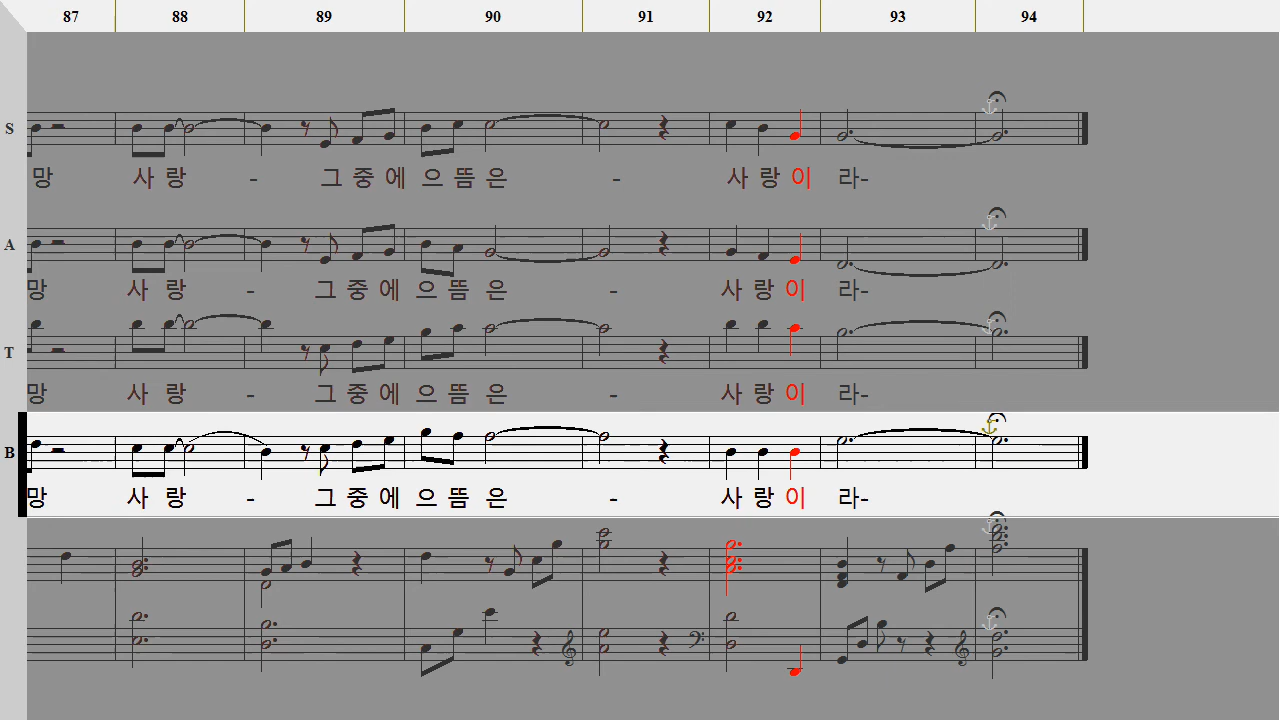 87 88 89 90 91 92 93 94
S
망 사 랑 - 그 중 에 으 뜸 은 - 사 랑 이 라-
A
망 사 랑 - 그 중 에 으 뜸 은 - 사 랑 이 라-
T
망 사 랑 - 그 중 에 으 뜸 은 - 사 랑 이 라-
B
망 사 랑 - 그 중 에 으 뜸 은 - 사 랑 이 라-